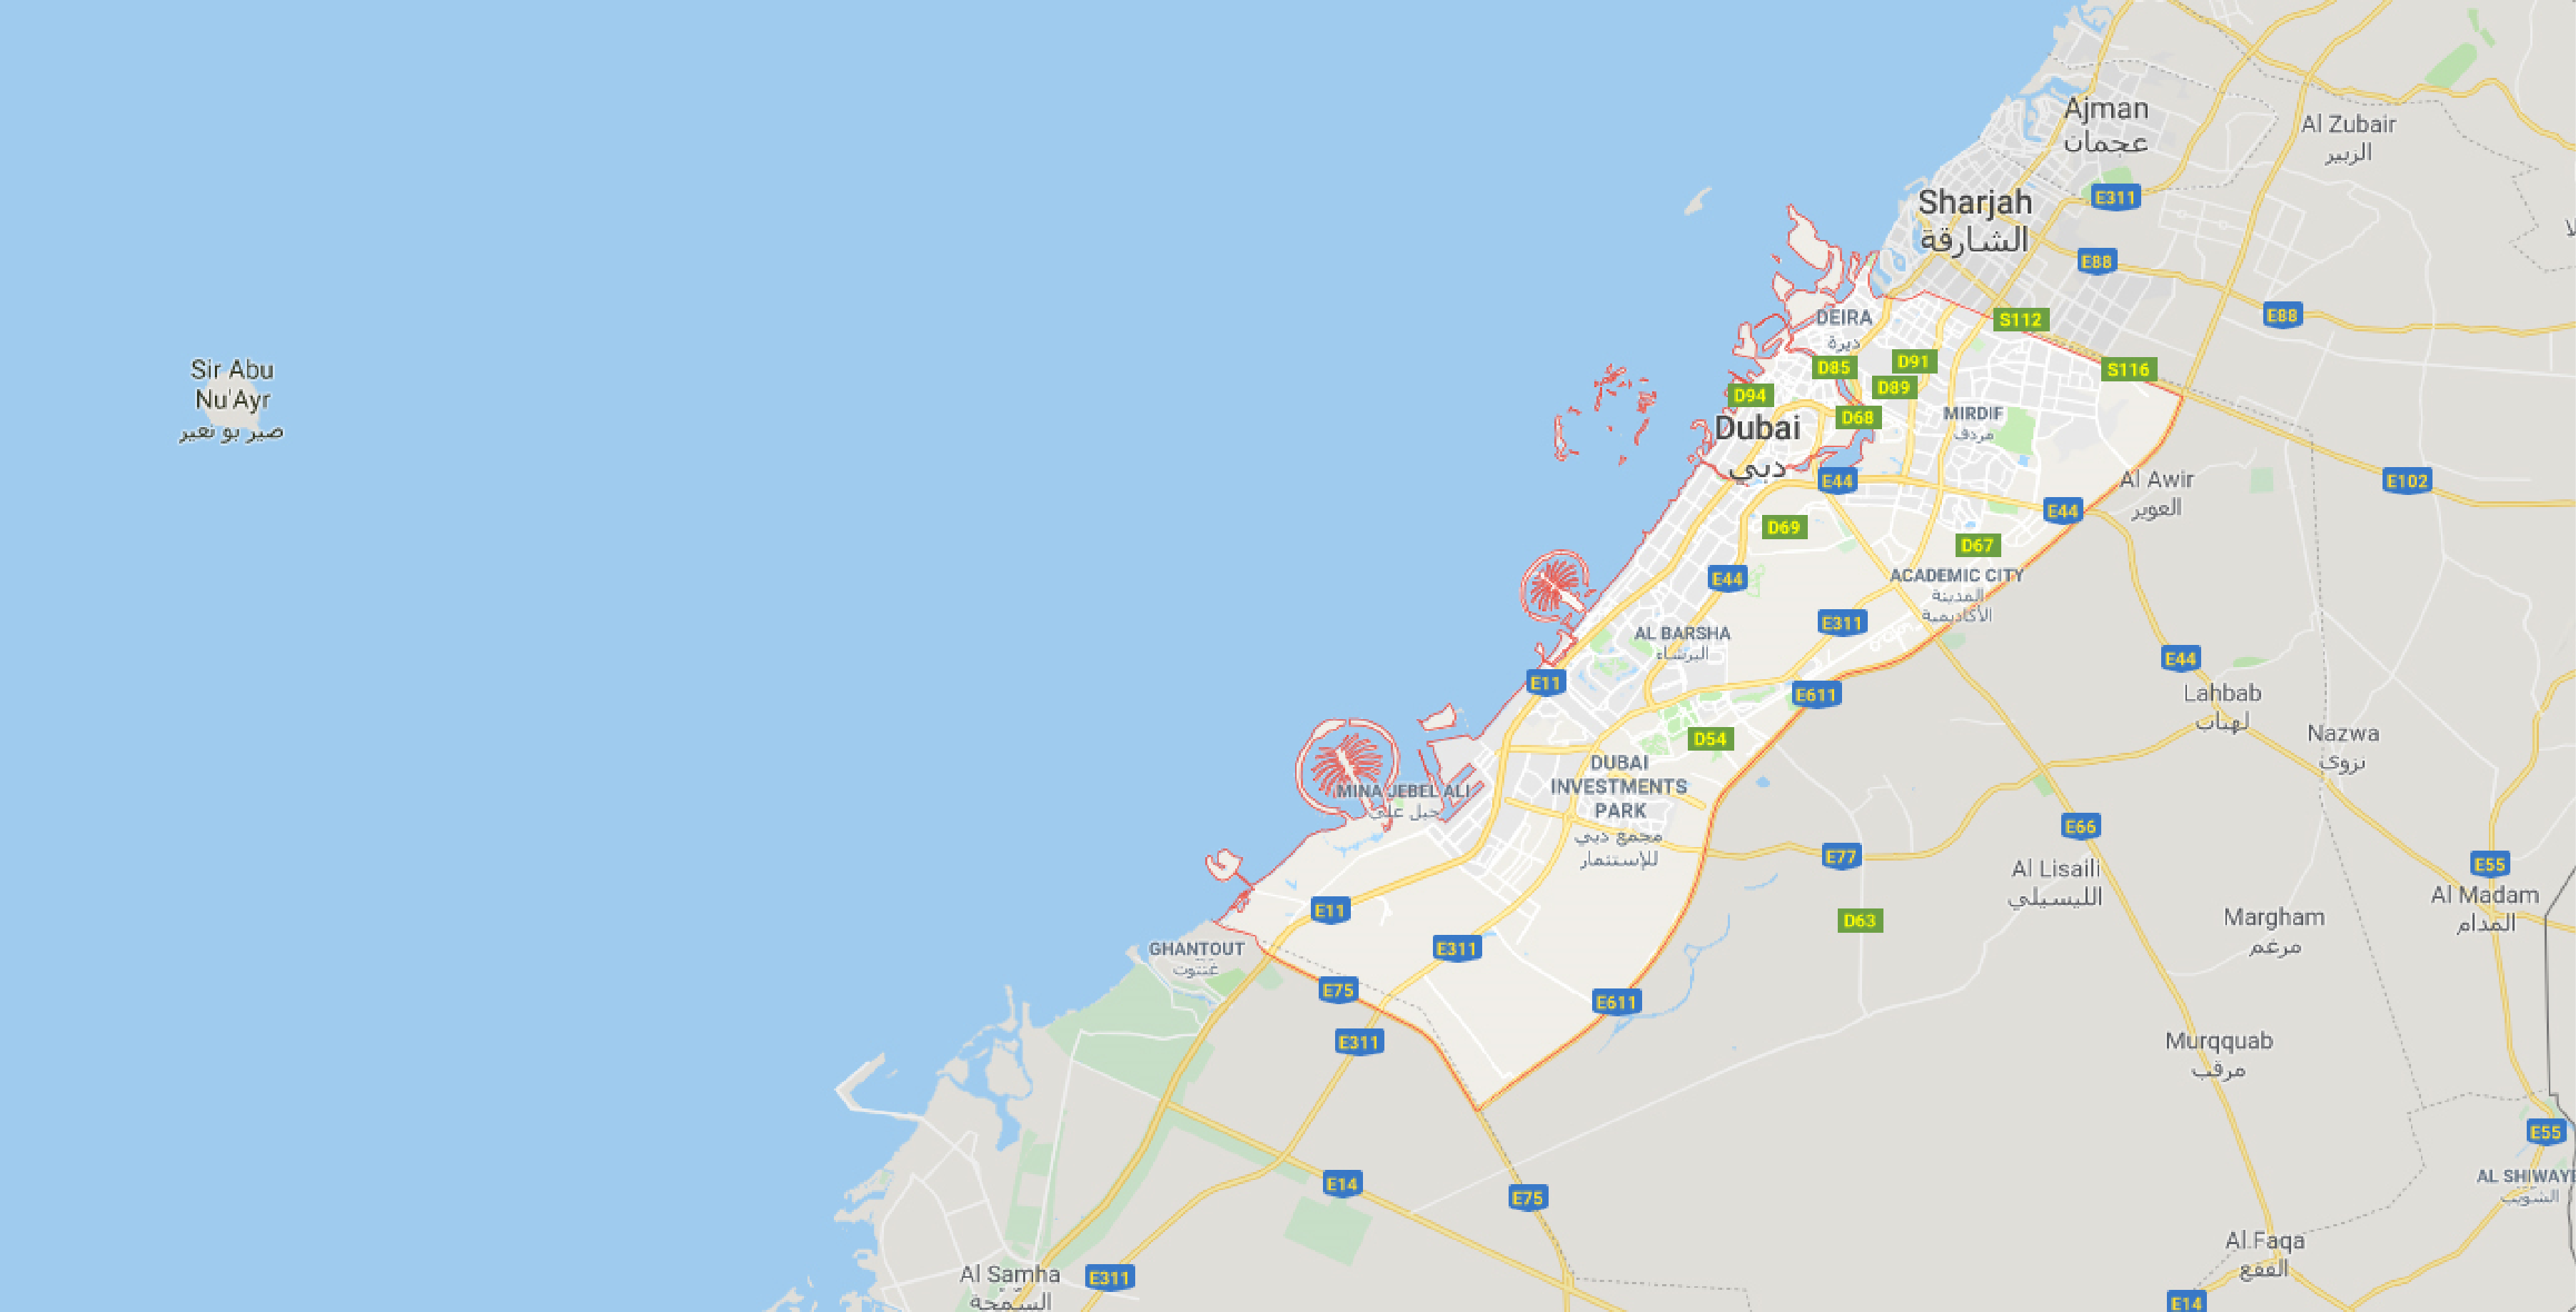 Ajman
عجمان
Al Zubair
الزبير
E311
Sharjah
الشارقة
E88
E88
S112
DEIRA
ديرة
D85
D91
S116
Sir Abu
Nu'Ayr
صير بو نعير
D89
D94
D68
MIRDIF
مردف
Dubai
دبي
E44
Al Awir
العوير
E102
E44
D69
D67
E44
ACADEMIC CITY
المدينة
الأكاديمية
E311
AL BARSHA
البرشاء
E44
E11
E611
Lahbab
لهباب
D54
Nazwa
نزوى
DUBAI
INVESTMENTS
PARK
مجمع دبي
للإستثمار
MINA JEBEL ALI
جبل علي
E66
E77
Al Lisaili
الليسيلي
E55
Al Madam
المدام
E11
D63
Margham
مرغم
GHANTOUT
غنتوت
E311
E75
E611
E311
Murqquab
مرقب
E55
E14
E75
AL SHIWAYE
الشويب
Al Faqa
الفقع
Al Samha
السمحة
E311
E14